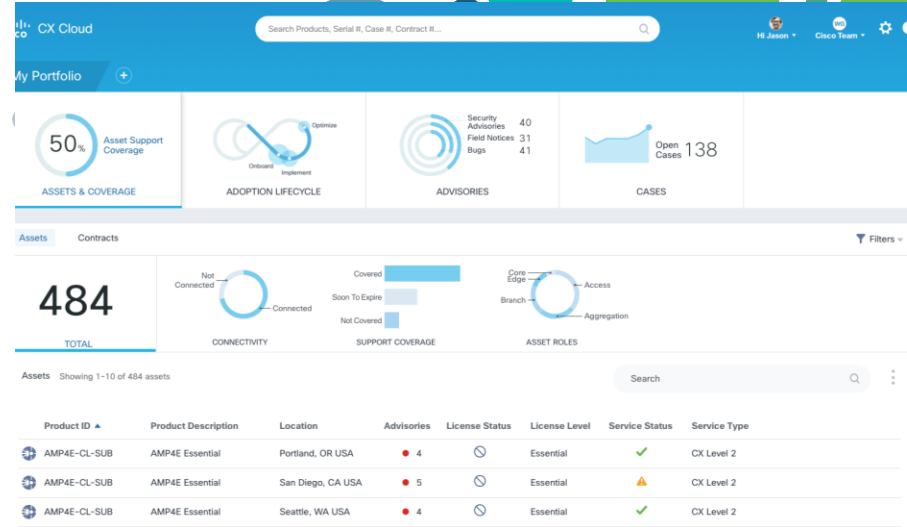 CX Cloud
Search Products, Serial #, Case #, Contract #...
Hi Jason
WS
Cisco Team
My Portfolio
50%
Asset Support
Coverage
ASSETS & COVERAGE
Optimize
Onboard
Implement
ADOPTION LIFECYCLE
Security
Advisories 40
Field Notices 31
Bugs 41
ADVISORIES
Open
Cases 138
CASES
Assets Contracts
Filters
484
TOTAL
Not
Connected
Connected
CONNECTIVITY
Covered
Soon To Expire
Not Covered
SUPPORT COVERAGE
Core
Edge
Access
Branch
Aggregation
ASSET ROLES
Assets Showing 1-10 of 484 assets
Search
Product ID Product Description Location Advisories License Status License Level Service Status Service Type
AMP4E-CL-SUB AMP4E Essential Portland, OR USA 4 Essential CX Level 2
AMP4E-CL-SUB AMP4E Essential San Diego, CA USA 5 Essential CX Level 2
AMP4E-CL-SUB AMP4E Essential Seattle, WA USA 4 Essential CX Level 2